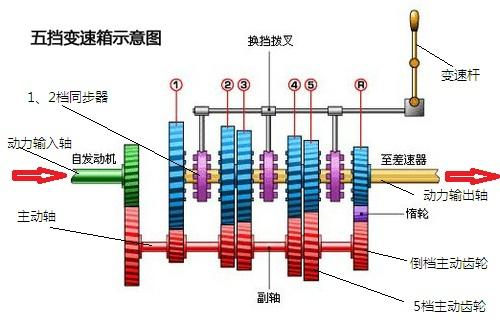 五挡变速箱示意图
换挡拨叉
变速杆
1、2档同步器
①
②
③
④
⑤
Ⓡ
动力输入轴
自发动机
至差速器
动力输出轴
主动轴
惰轮
倒档主动齿轮
副轴
5档主动齿轮